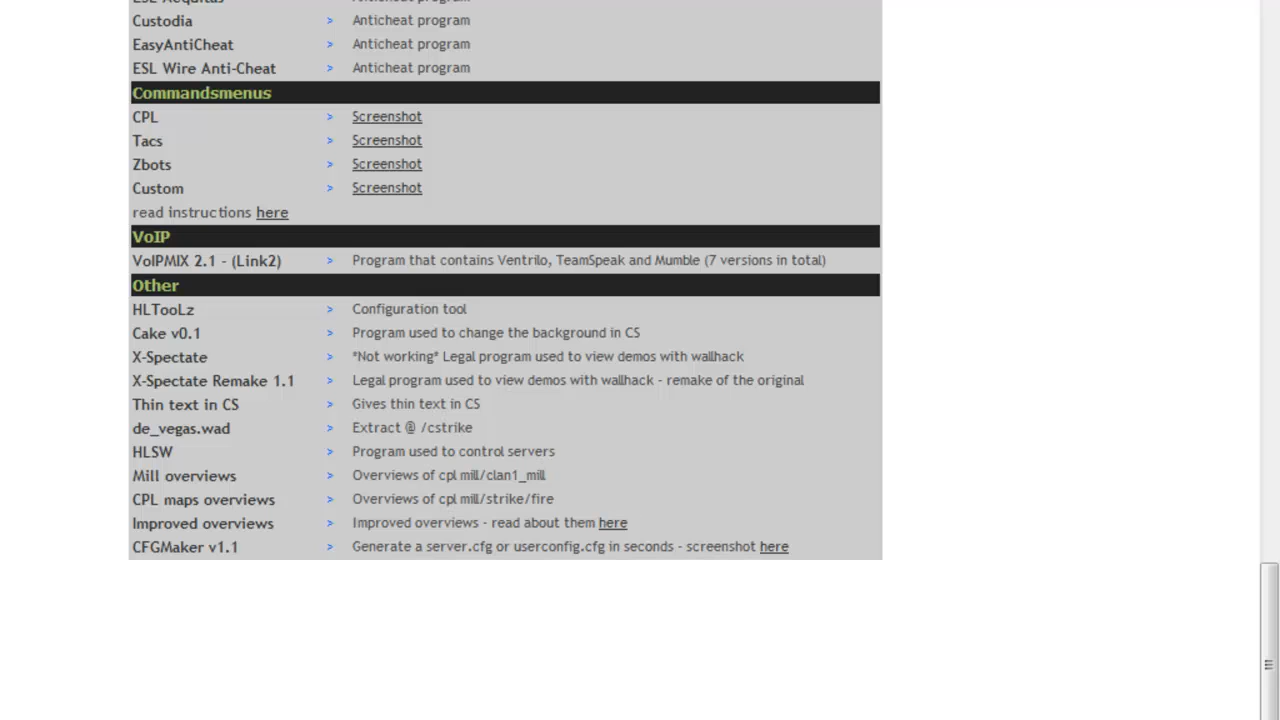 ESL Aequitas > Anticheat program
Custodia > Anticheat program
EasyAntiCheat > Anticheat program
ESL Wire Anti-Cheat > Anticheat program
Commandsmenus
CPL > Screenshot
Tacs > Screenshot
Zbots > Screenshot
Custom > Screenshot
read instructions here
VoIP
VoIPMIX 2.1 - (Link2) > Program that contains Ventrilo, TeamSpeak and Mumble (7 versions in total)
Other
HLTooLz > Configuration tool
Cake v0.1 > Program used to change the background in CS
X-Spectate > *Not working* Legal program used to view demos with wallhack
X-Spectate Remake 1.1 > Legal program used to view demos with wallhack - remake of the original
Thin text in CS > Gives thin text in CS
de_vegas.wad > Extract @ /cstrike
HLSW > Program used to control servers
Mill overviews > Overviews of cpl mill/clan1_mill
CPL maps overviews > Overviews of cpl mill/strike/fire
Improved overviews > Improved overviews - read about them here
CFGMaker v1.1 > Generate a server.cfg or userconfig.cfg in seconds - screenshot here